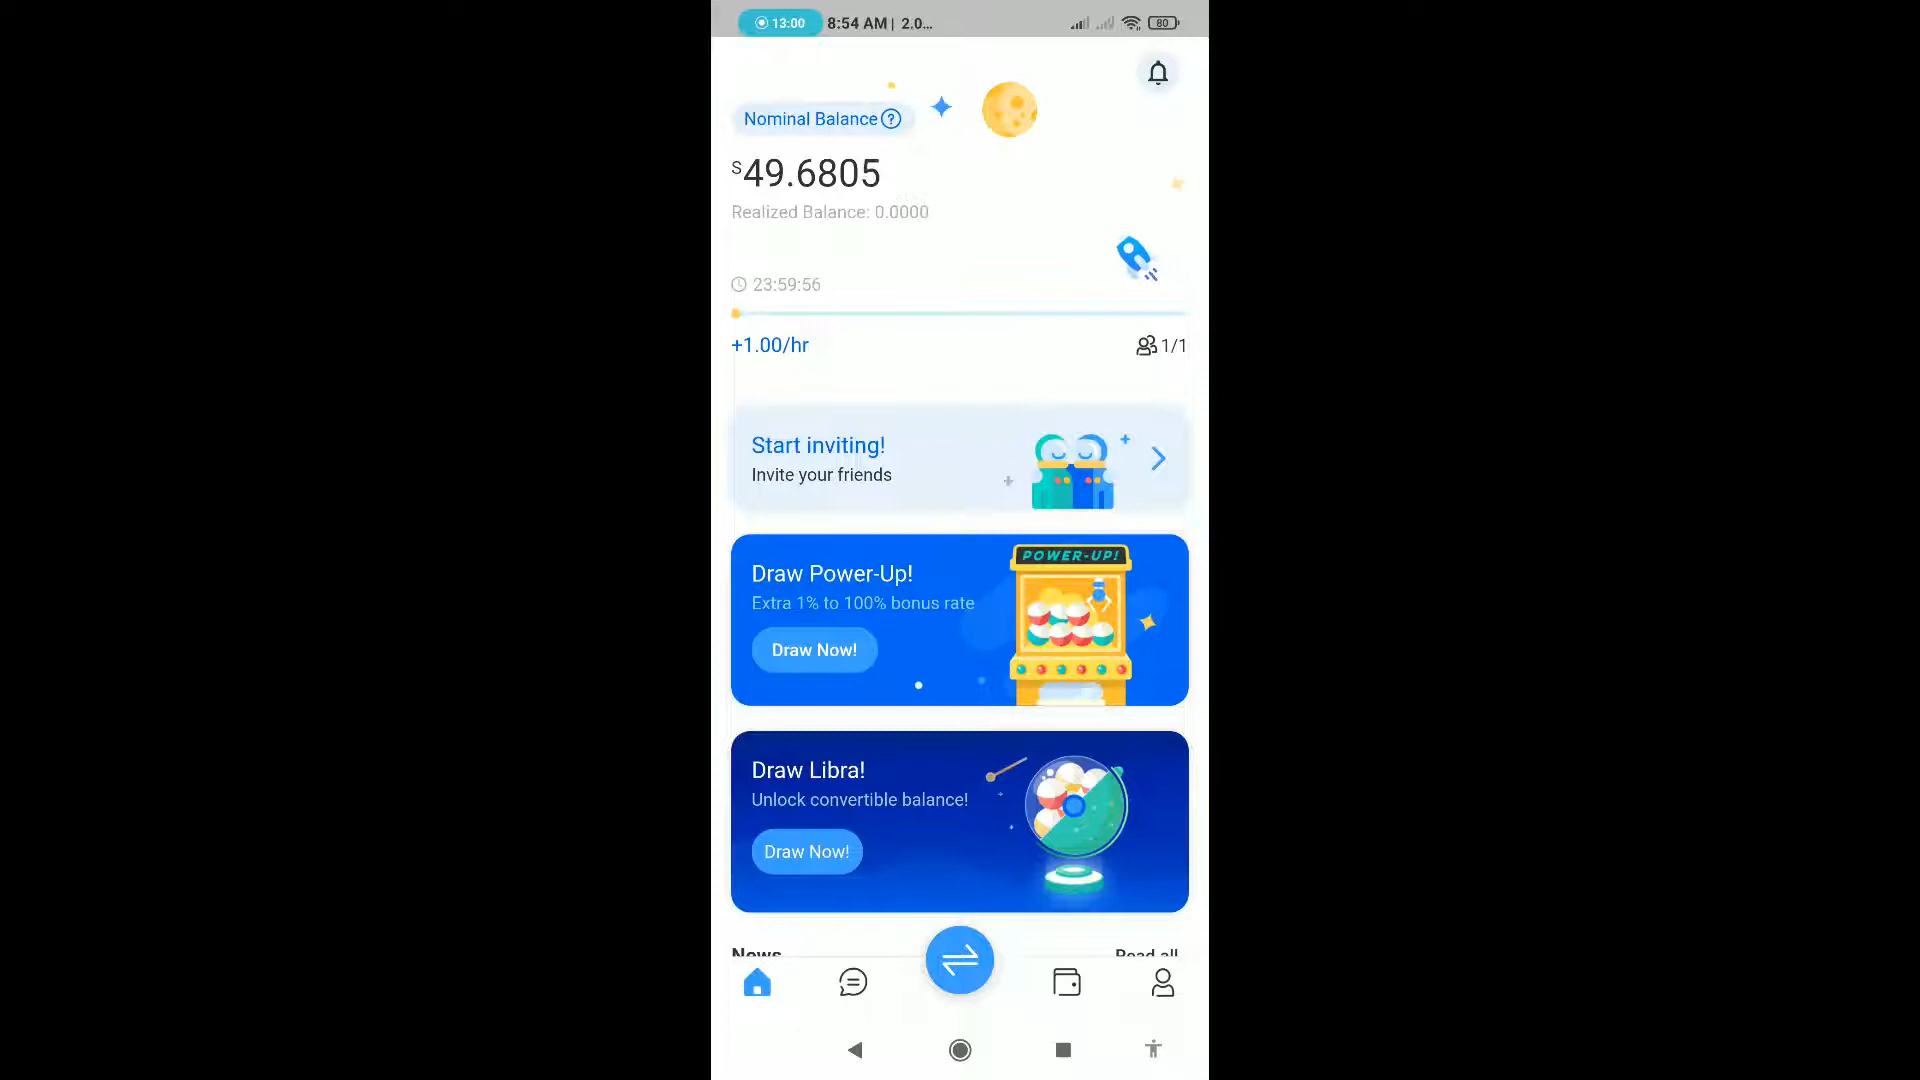 13:00 8:54 AM | 2.0... 80
Nominal Balance ?
S 49.6805
Realized Balance: 0.0000
23:59:56
+1.00/hr 1/1
Start inviting!
Invite your friends
POWER-UP!
Draw Power-Up!
Extra 1% to 100% bonus rate
Draw Now!
Draw Libra!
Unlock convertible balance!
Draw Now!
News Read all